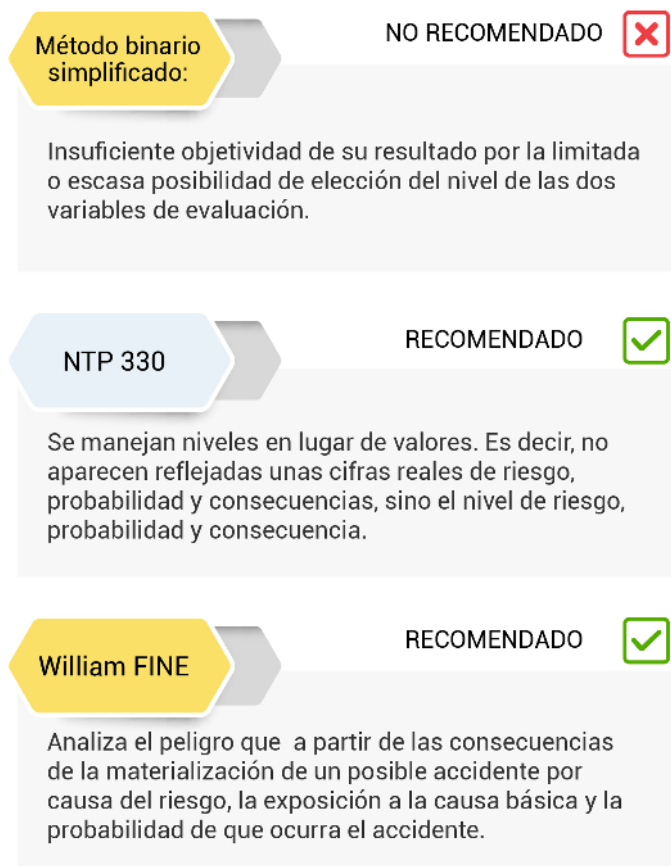 Método binario
simplificado:
NO RECOMENDADO
Insuficiente objetividad de su resultado por la limitada
o escasa posibilidad de elección del nivel de las dos
variables de evaluación.
NTP 330
RECOMENDADO
Se manejan niveles en lugar de valores. Es decir, no
aparecen reflejadas unas cifras reales de riesgo,
probabilidad y consecuencias, sino el nivel de riesgo,
probabilidad y consecuencia.
William FINE
RECOMENDADO
Analiza el peligro que  a partir de las consecuencias
de la materialización de un posible accidente por
causa del riesgo, la exposición a la causa básica y la
probabilidad de que ocurra el accidente.